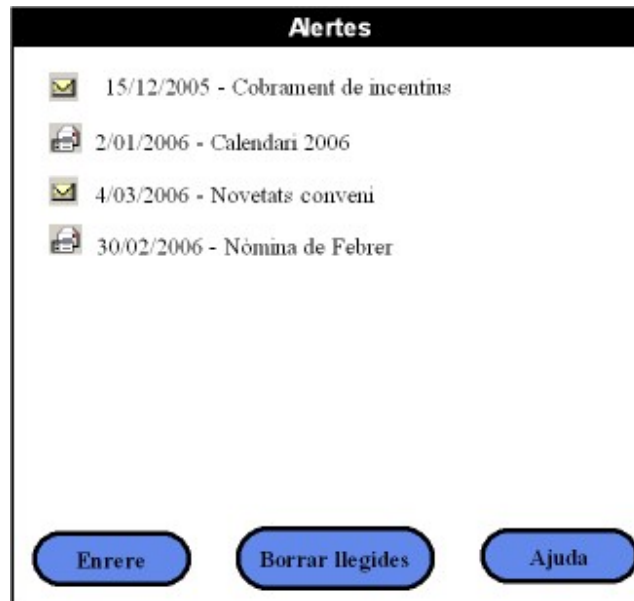 Alertes
15/12/2005 - Cobrament de incentius
2/01/2006 - Calendari 2006
4/03/2006 - Novetats conveni
30/02/2006 - Nòmina de Febrer
Enrere
Borrar llegides
Ajuda